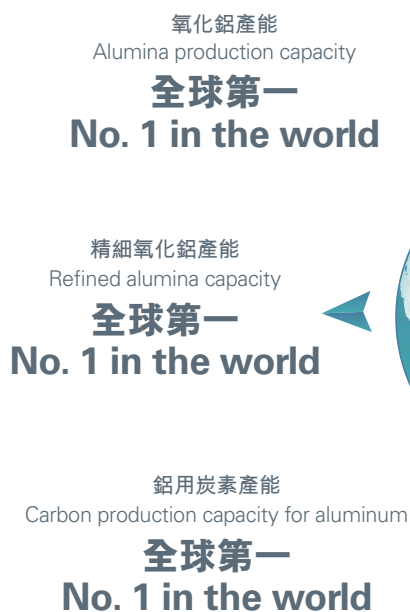 氧化鋁產能
Alumina production capacity
全球第一
No. 1 in the world
精細氧化鋁產能
Refined alumina capacity
全球第一
No. 1 in the world
鋁用炭素產能
Carbon production capacity for aluminum
全球第一
No. 1 in the world